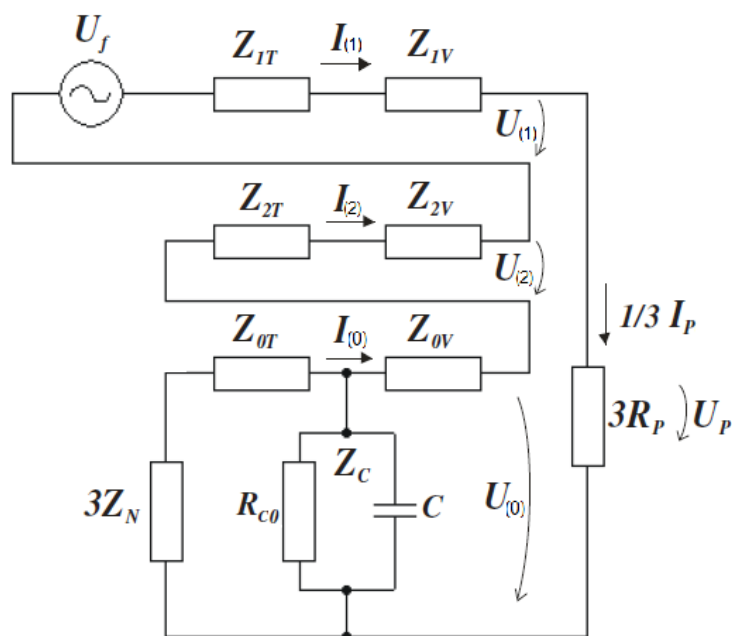 U_f
Z_1T I_(1) Z_1V
U_(1)
Z_2T I_(2) Z_2V
U_(2)
1/3 I_P
Z_0T I_(0) Z_0V
3R_P U_P
3Z_N R_C0 Z_C C U_(0)